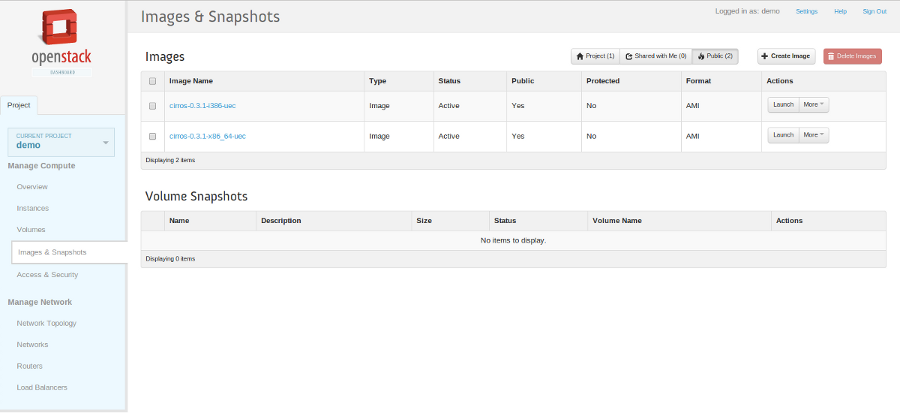 Images & Snapshots
Logged in as: demo Settings Help Sign Out
openstack
DASHBOARD
Project
CURRENT PROJECT
demo
Manage Compute
Overview
Instances
Volumes
Images & Snapshots
Access & Security
Manage Network
Network Topology
Networks
Routers
Load Balancers
Images
Project (1) Shared with Me (0) Public (2) Create Image Delete Images
Image Name Type Status Public Protected Format Actions
cirros-0.3.1-i386-uec Image Active Yes No AMI Launch More
cirros-0.3.1-x86_64-uec Image Active Yes No AMI Launch More
Displaying 2 items
Volume Snapshots
Name Description Size Status Volume Name Actions
No items to display.
Displaying 0 items